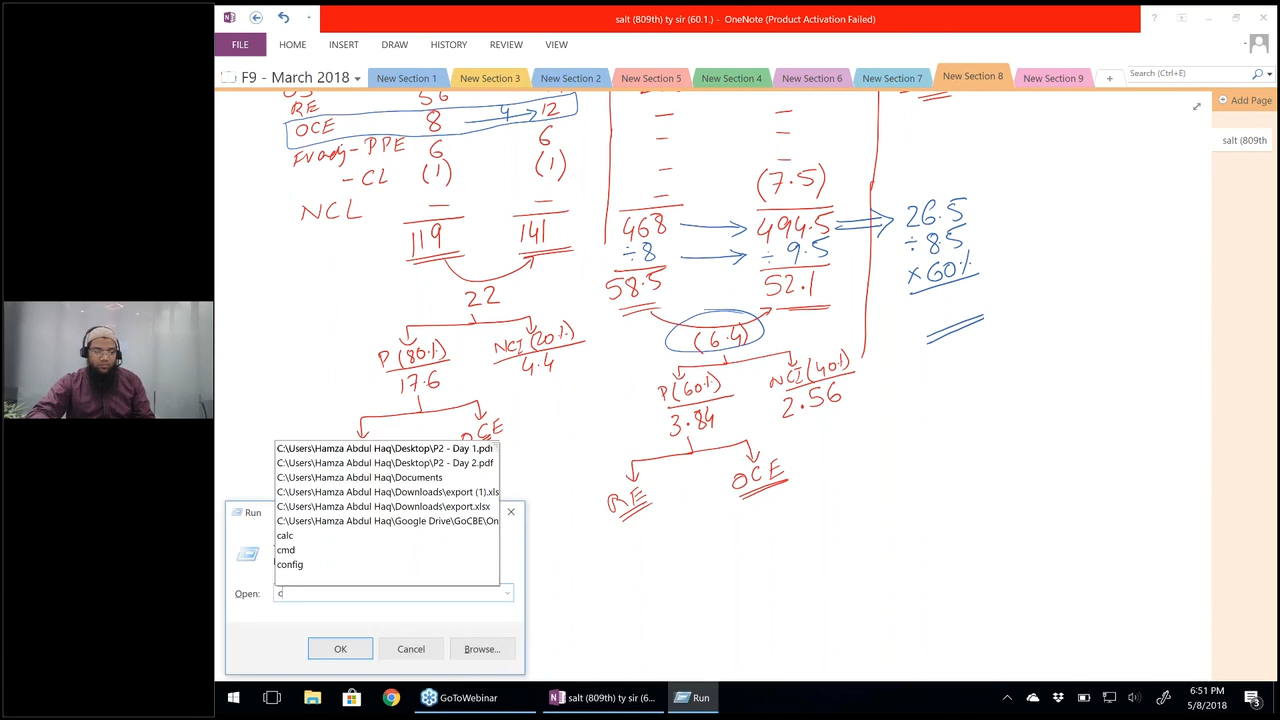 salt (809th) ty sir (60.1.) - OneNote (Product Activation Failed)
FILE HOME INSERT DRAW HISTORY REVIEW VIEW
F9 - March 2018 New Section 1 New Section 3 New Section 2 New Section 5 New Section 4 New Section 6 New Section 7 New Section 8 New Section 9 + Search (Ctrl+E)
Add Page
salt (809th
RE 56
OCE 8 4 12
Fvadj-PPE 6 6
-CL (1) (1)
NCL – –
119 141
22
P (80%) NCI (20%)
17.6 4.4
OCE
– –
– –
–
–
– (7.5)
468 494.5
÷8 ÷ 9.5
58.5 52.1
(6.4)
P(60%) NCI (40%)
3.84 2.56
RE OCE
26.5
÷ 8.5
×60%
C:\Users\Hamza Abdul Haq\Desktop\P2 - Day 1.pdf
C:\Users\Hamza Abdul Haq\Desktop\P2 - Day 2.pdf
C:\Users\Hamza Abdul Haq\Documents
C:\Users\Hamza Abdul Haq\Downloads\export (1).xls
C:\Users\Hamza Abdul Haq\Downloads\export.xlsx
C:\Users\Hamza Abdul Haq\Google Drive\GoCBE\On
calc
cmd
config
Run
Open: c
OK Cancel Browse...
GoToWebinar salt (809th) ty sir (6... Run
6:51 PM
5/8/2018
3